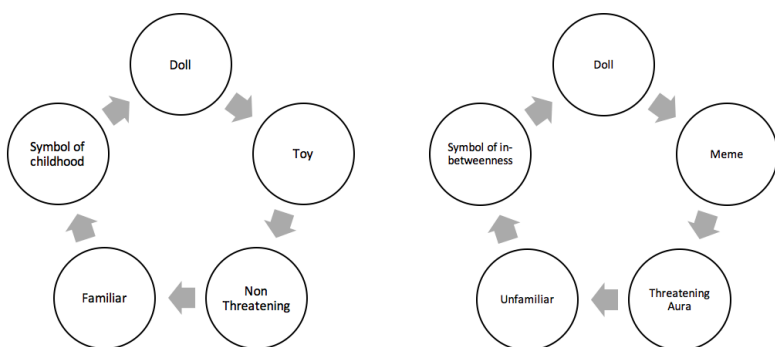 Doll
Toy
Non
Threatening
Familiar
Symbol of
childhood
Doll
Meme
Threatening
Aura
Unfamiliar
Symbol of in-
betweenness